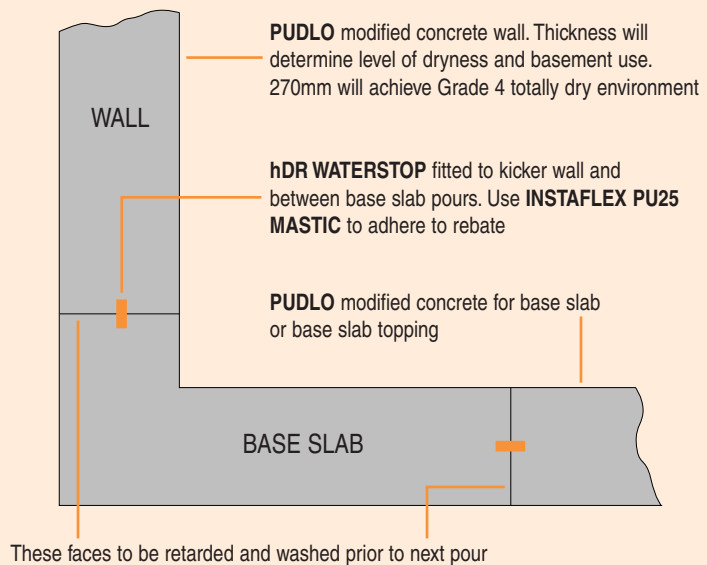 PUDLO modified concrete wall. Thickness will
determine level of dryness and basement use.
270mm will achieve Grade 4 totally dry environment
WALL
hDR WATERSTOP fitted to kicker wall and
between base slab pours. Use INSTAFLEX PU25
MASTIC to adhere to rebate
PUDLO modified concrete for base slab
or base slab topping
BASE SLAB
These faces to be retarded and washed prior to next pour